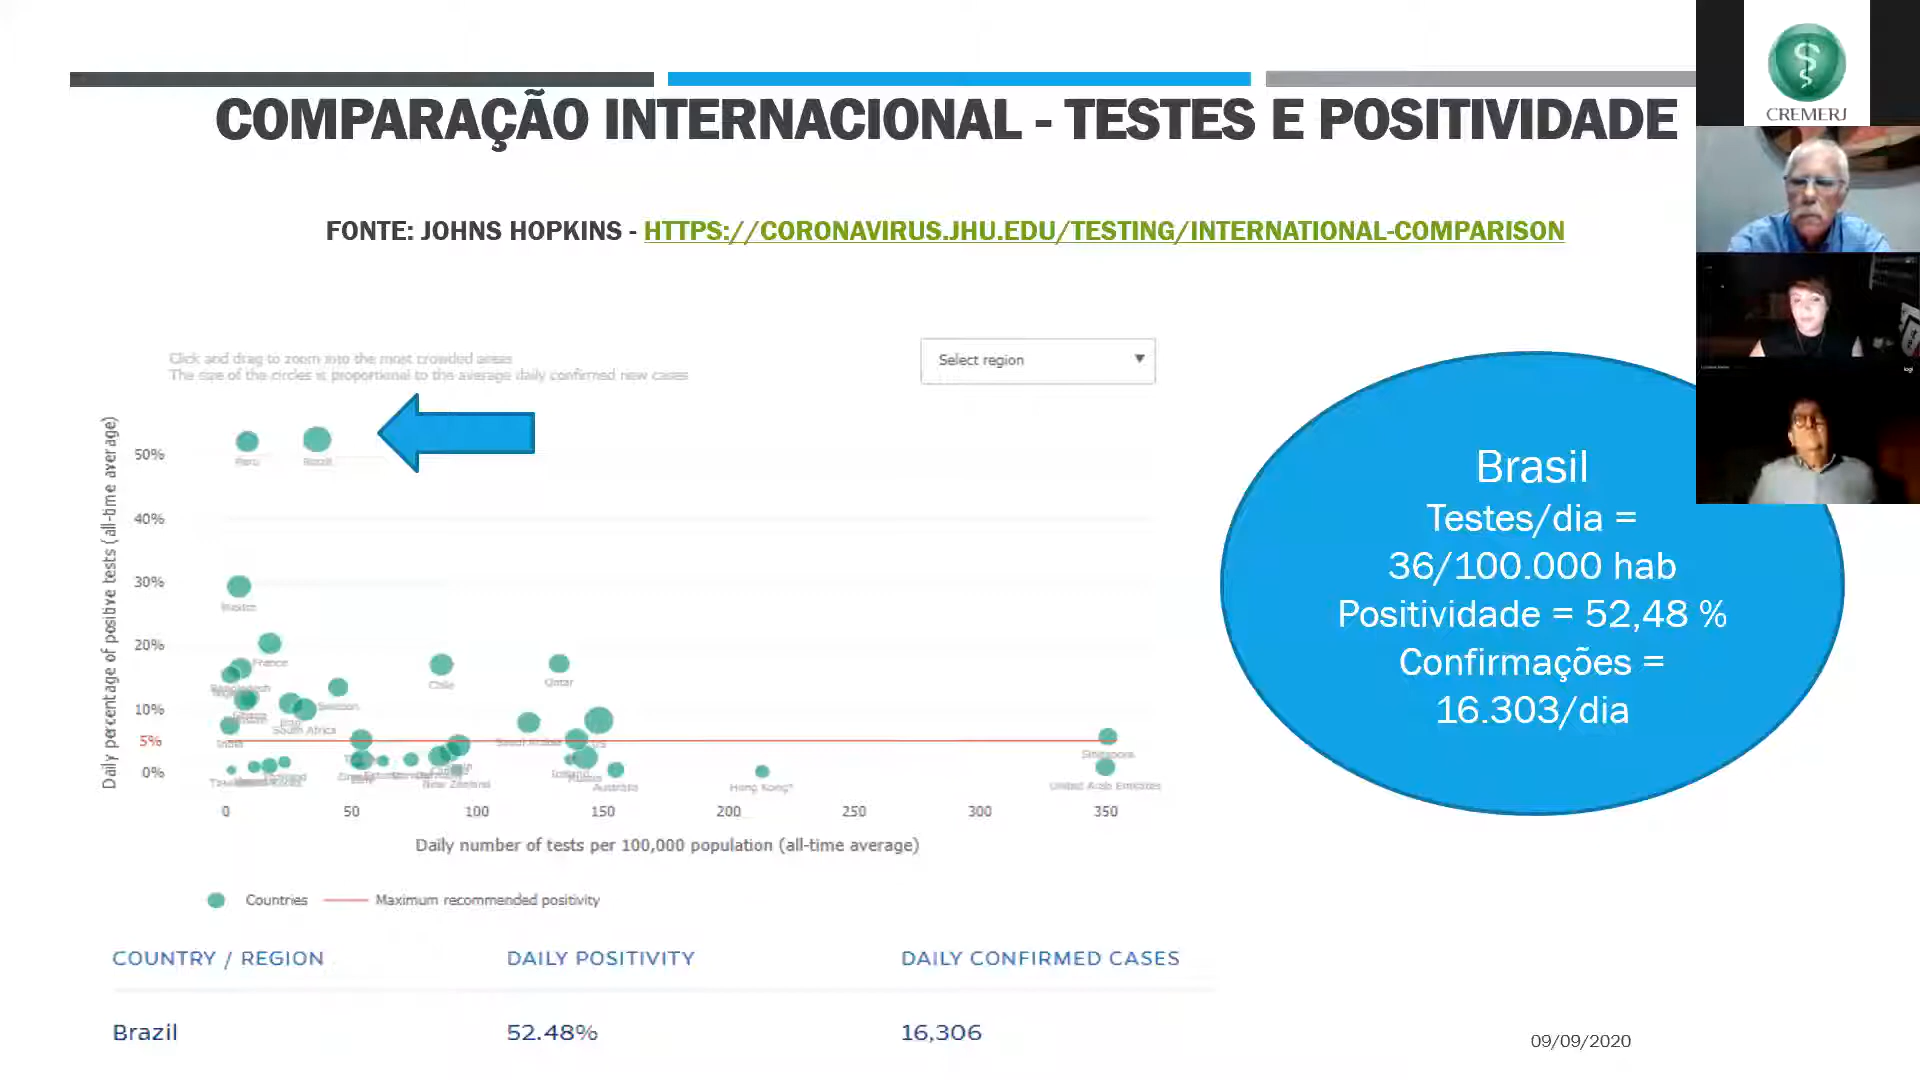 COMPARAÇÃO INTERNACIONAL - TESTES E POSITIVIDADE
CREMERJ
FONTE: JOHNS HOPKINS - HTTPS://CORONAVIRUS.JHU.EDU/TESTING/INTERNATIONAL-COMPARISON
Click and drag to zoom into the most crowded areas
The size of the circles is proportional to the average daily confirmed new cases
Select region
Daily percentage of positive tests (all-time average)
50%
40%
30%
20%
10%
5%
0%
Peru
Brazil
Mexico
France
Bangladesh
Chile
Qatar
Sweden
Iraq
South Africa
India
Saudi Arabia
US
Singapore
New Zealand
Iceland
Russia
Australia
Hong Kong*
United Arab Emirates
0 50 100 150 200 250 300 350
Daily number of tests per 100,000 population (all-time average)
Countries
Maximum recommended positivity
Brasil
Testes/dia =
36/100.000 hab
Positividade = 52,48 %
Confirmações =
16.303/dia
COUNTRY / REGION DAILY POSITIVITY DAILY CONFIRMED CASES
Brazil 52.48% 16,306
09/09/2020